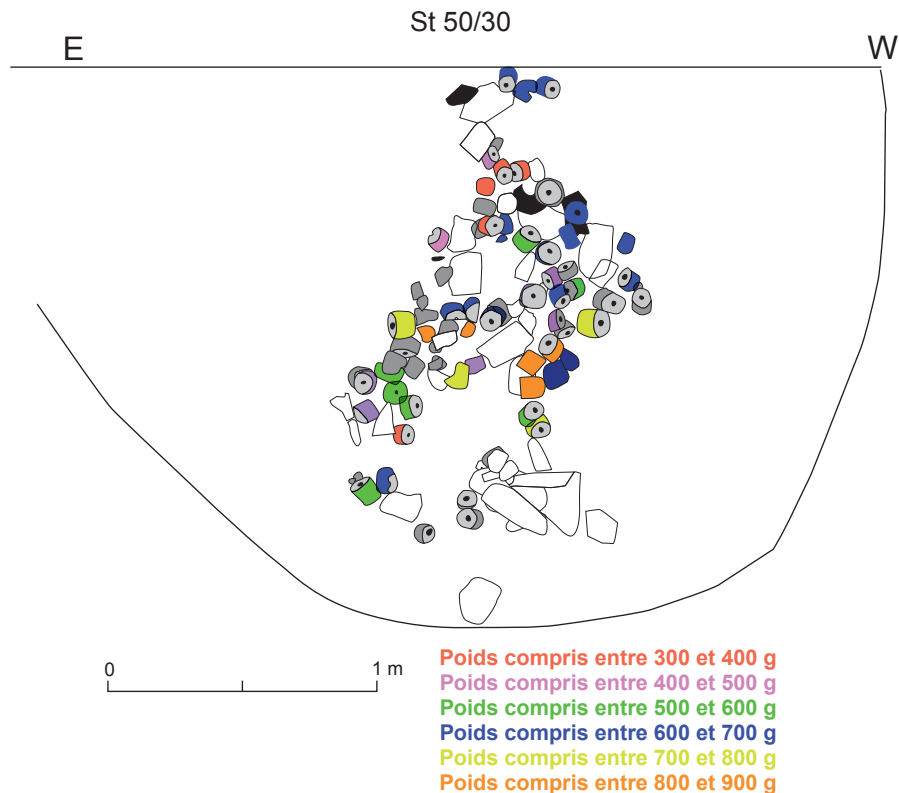 St 50/30
E W
0 1 m
Poids compris entre 300 et 400 g
Poids compris entre 400 et 500 g
Poids compris entre 500 et 600 g
Poids compris entre 600 et 700 g
Poids compris entre 700 et 800 g
Poids compris entre 800 et 900 g